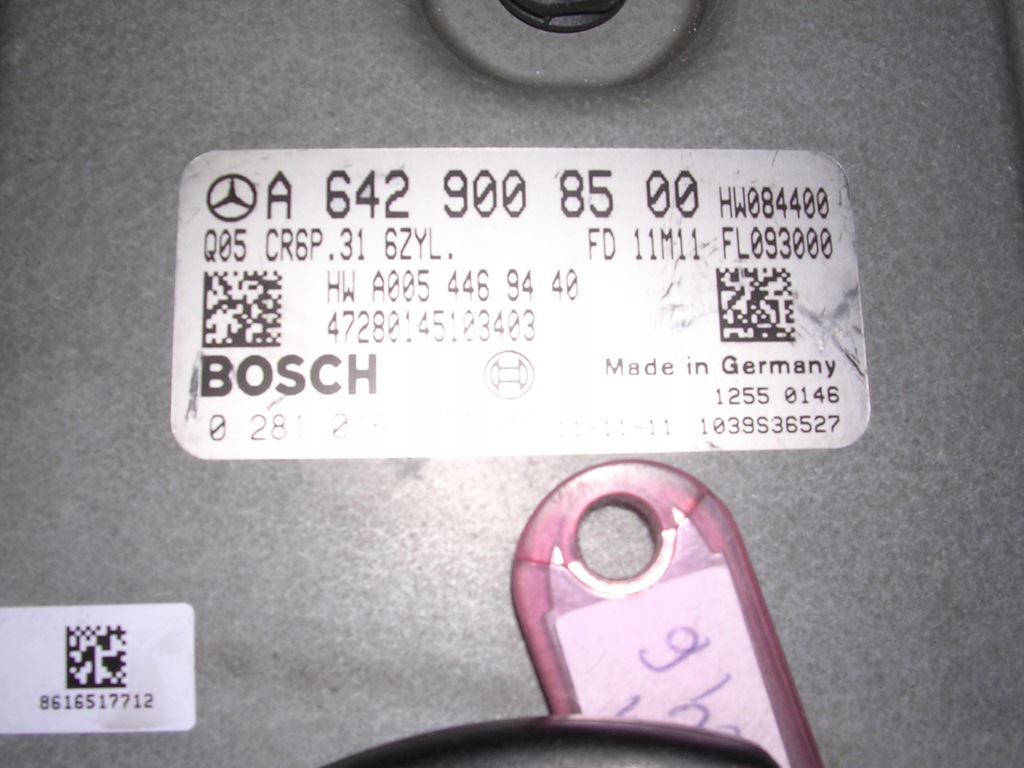 A 642 900 85 00 HW084400
Q05 CR6P.31 6ZYL. FD 11M11 FL093000
HW A005 446 94 40
47280145103403
BOSCH
Made in Germany
1255 0146
0 281 11-11-11 1039S36527
8616517712